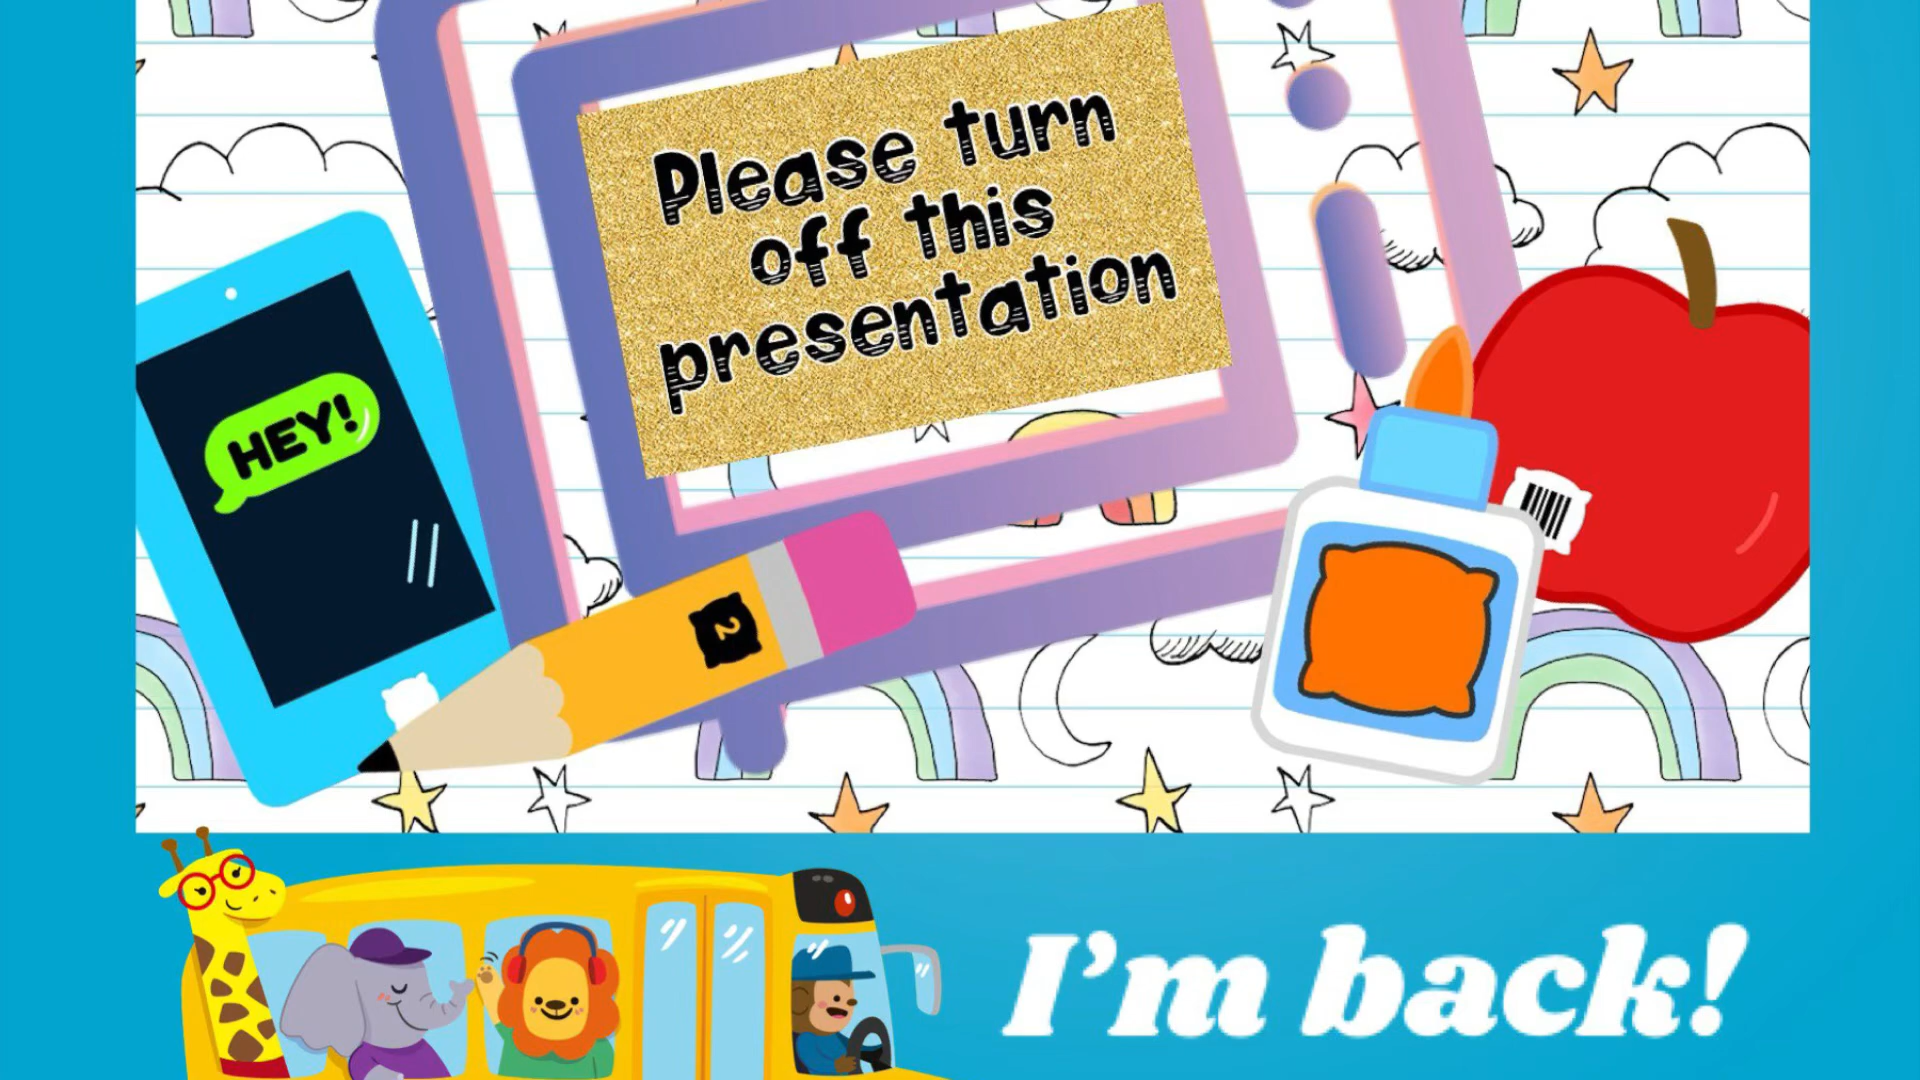 Please turn
off this
presentation
HEY!
2
I'm back!